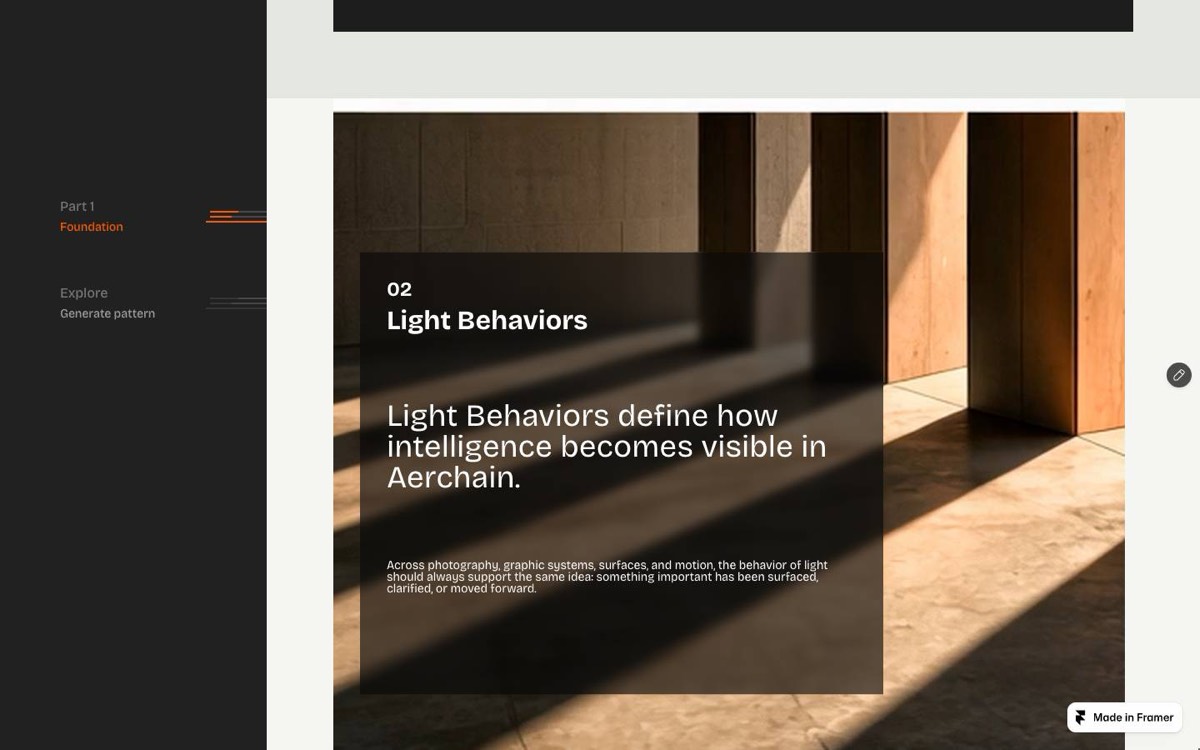 Part 1
Foundation
Explore
Generate pattern
02
Light Behaviors
Light Behaviors define how
intelligence becomes visible in
Aerchain.
Across photography, graphic systems, surfaces, and motion, the behavior of light
should always support the same idea: something important has been surfaced,
clarified, or moved forward.
Made in Framer